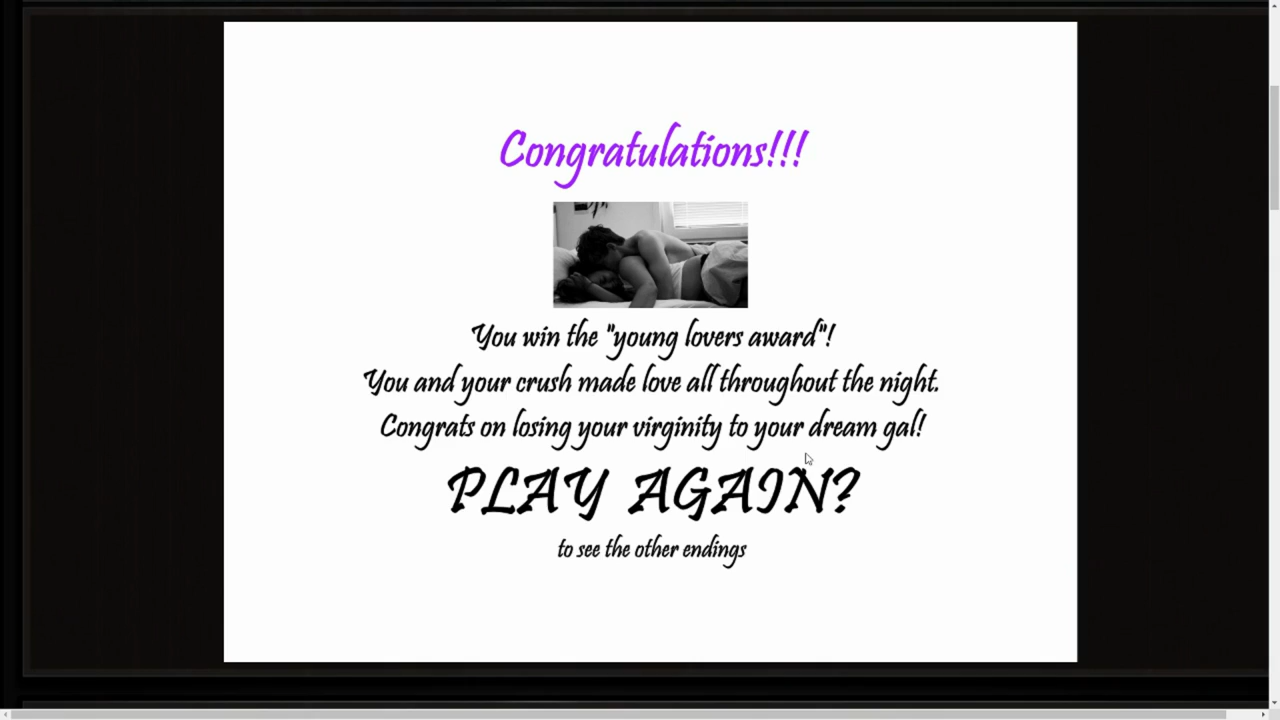 Congratulations!!!
You win the "young lovers award"!
You and your crush made love all throughout the night.
Congrats on losing your virginity to your dream gal!
PLAY AGAIN?
to see the other endings